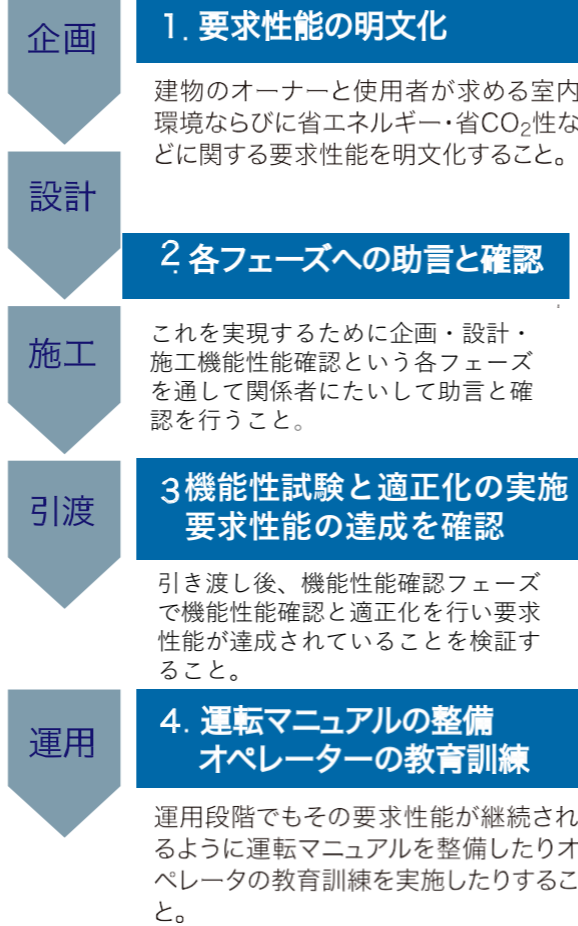 企画
1. 要求性能の明文化
建物のオーナーと使用者が求める室内
環境ならびに省エネルギー・省CO₂性な
どに関する要求性能を明文化すること。
設計
2. 各フェーズへの助言と確認
施工
これを実現するために企画・設計・
施工機能性能確認という各フェーズ
を通して関係者にたいして助言と確
認を行うこと。
引渡
3機能性試験と適正化の実施
要求性能の達成を確認
引き渡し後、機能性能確認フェーズ
で機能性能確認と適正化を行い要求
性能が達成されていることを検証す
ること。
運用
4. 運転マニュアルの整備
オペレーターの教育訓練
運用段階でもその要求性能が継続され
るように運転マニュアルを整備したりオ
ペレータの教育訓練を実施したりするこ
と。